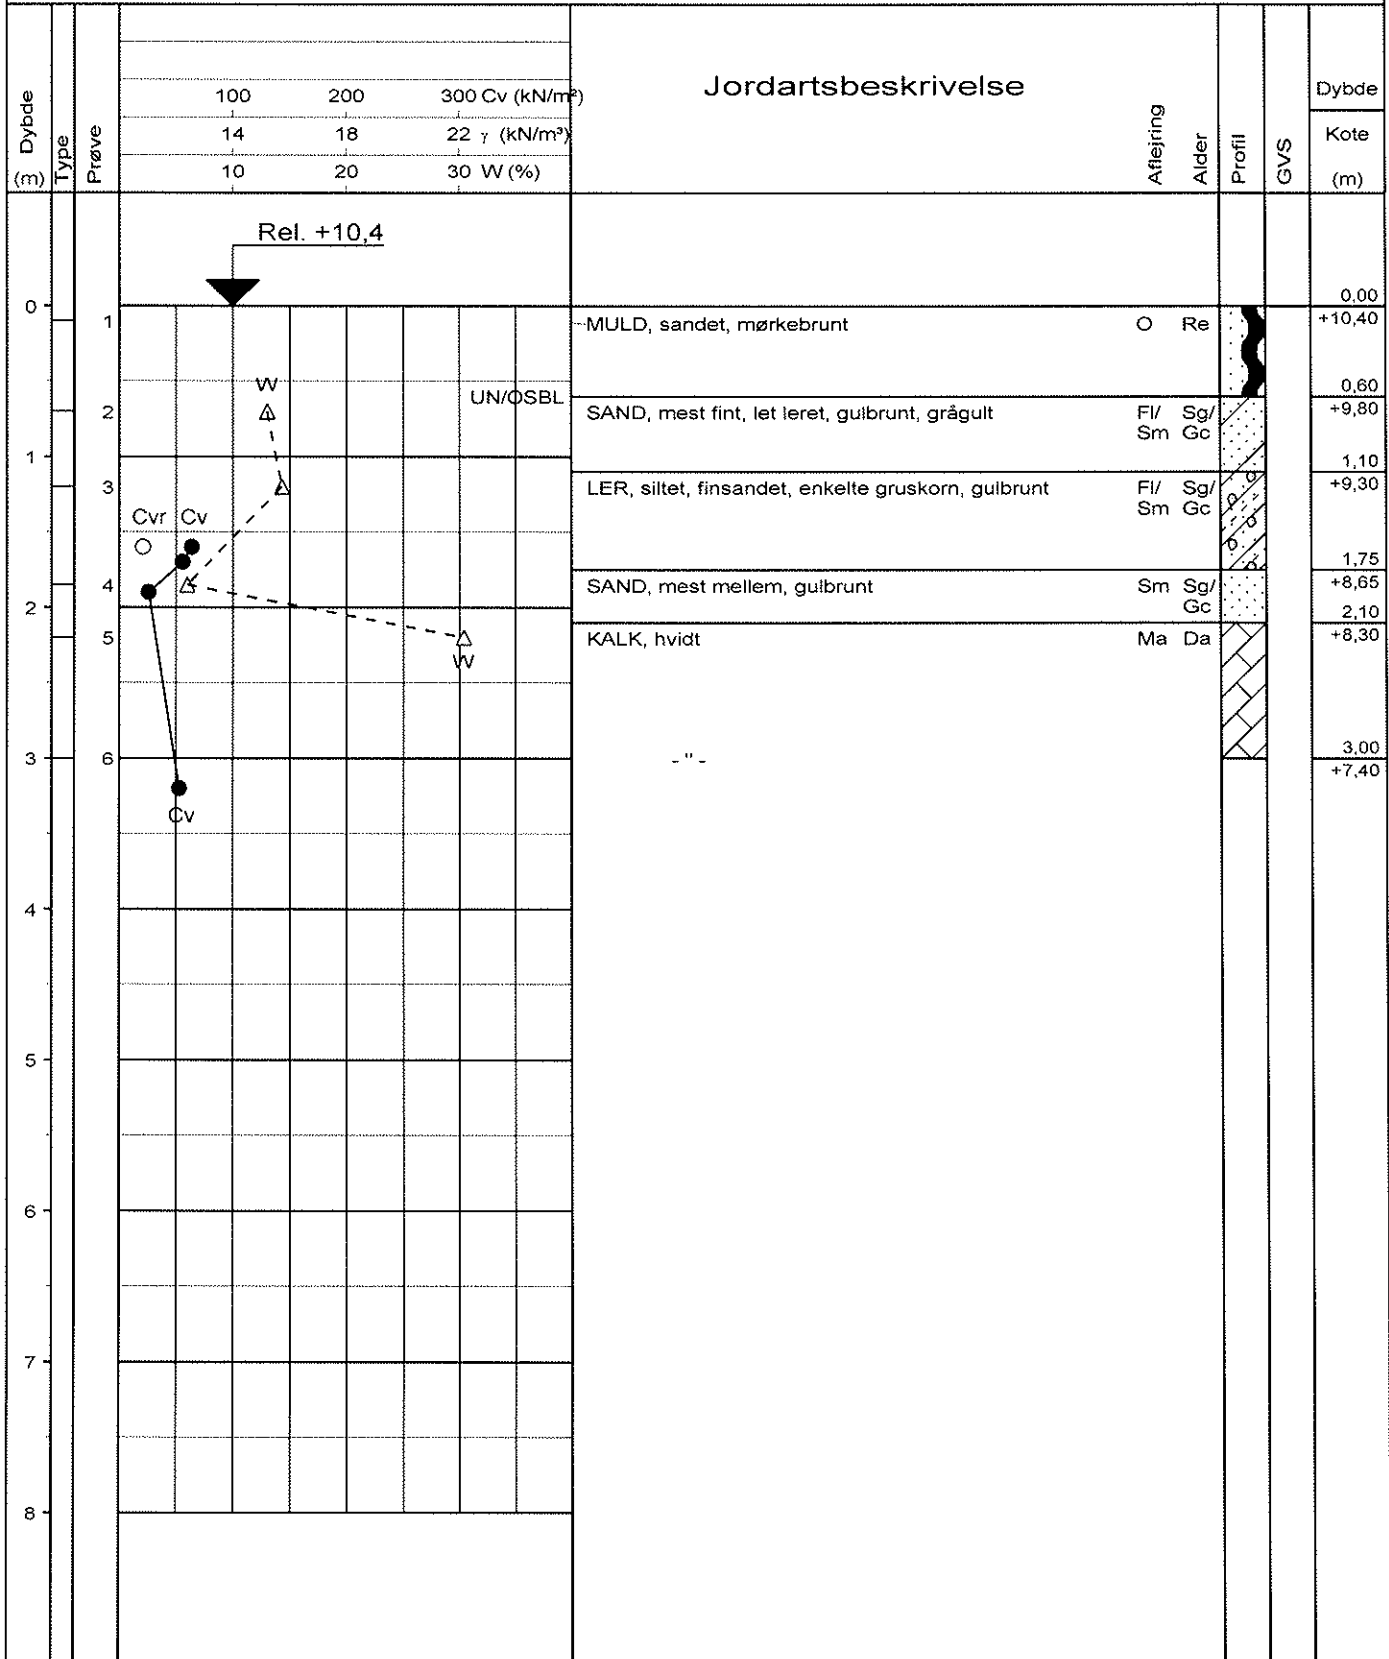 Dybde
(m)
Type
Prøve
100 200 300 Cv (kN/m²)
14 18 22 γ (kN/m³)
10 20 30 W (%)
Jordartsbeskrivelse
Aflejring
Alder
Profil
GVS
Dybde
Kote
(m)
Rel. +10,4
0,00
0
1 MULD, sandet, mørkebrunt O Re +10,40
W
UN/OSBL
0,60
2 SAND, mest fint, let leret, gulbrunt, grågult Fl/ Sg/ +9,80
Sm Gc
1
1,10
3 LER, siltet, finsandet, enkelte gruskorn, gulbrunt Fl/ Sg/ +9,30
Sm Gc
Cvr Cv
1,75
4 SAND, mest mellem, gulbrunt Sm Sg/ +8,65
Gc
2
2,10
5 KALK, hvidt Ma Da +8,30
W
3,00
3 6 - " -
+7,40
Cv
4
5
6
7
8